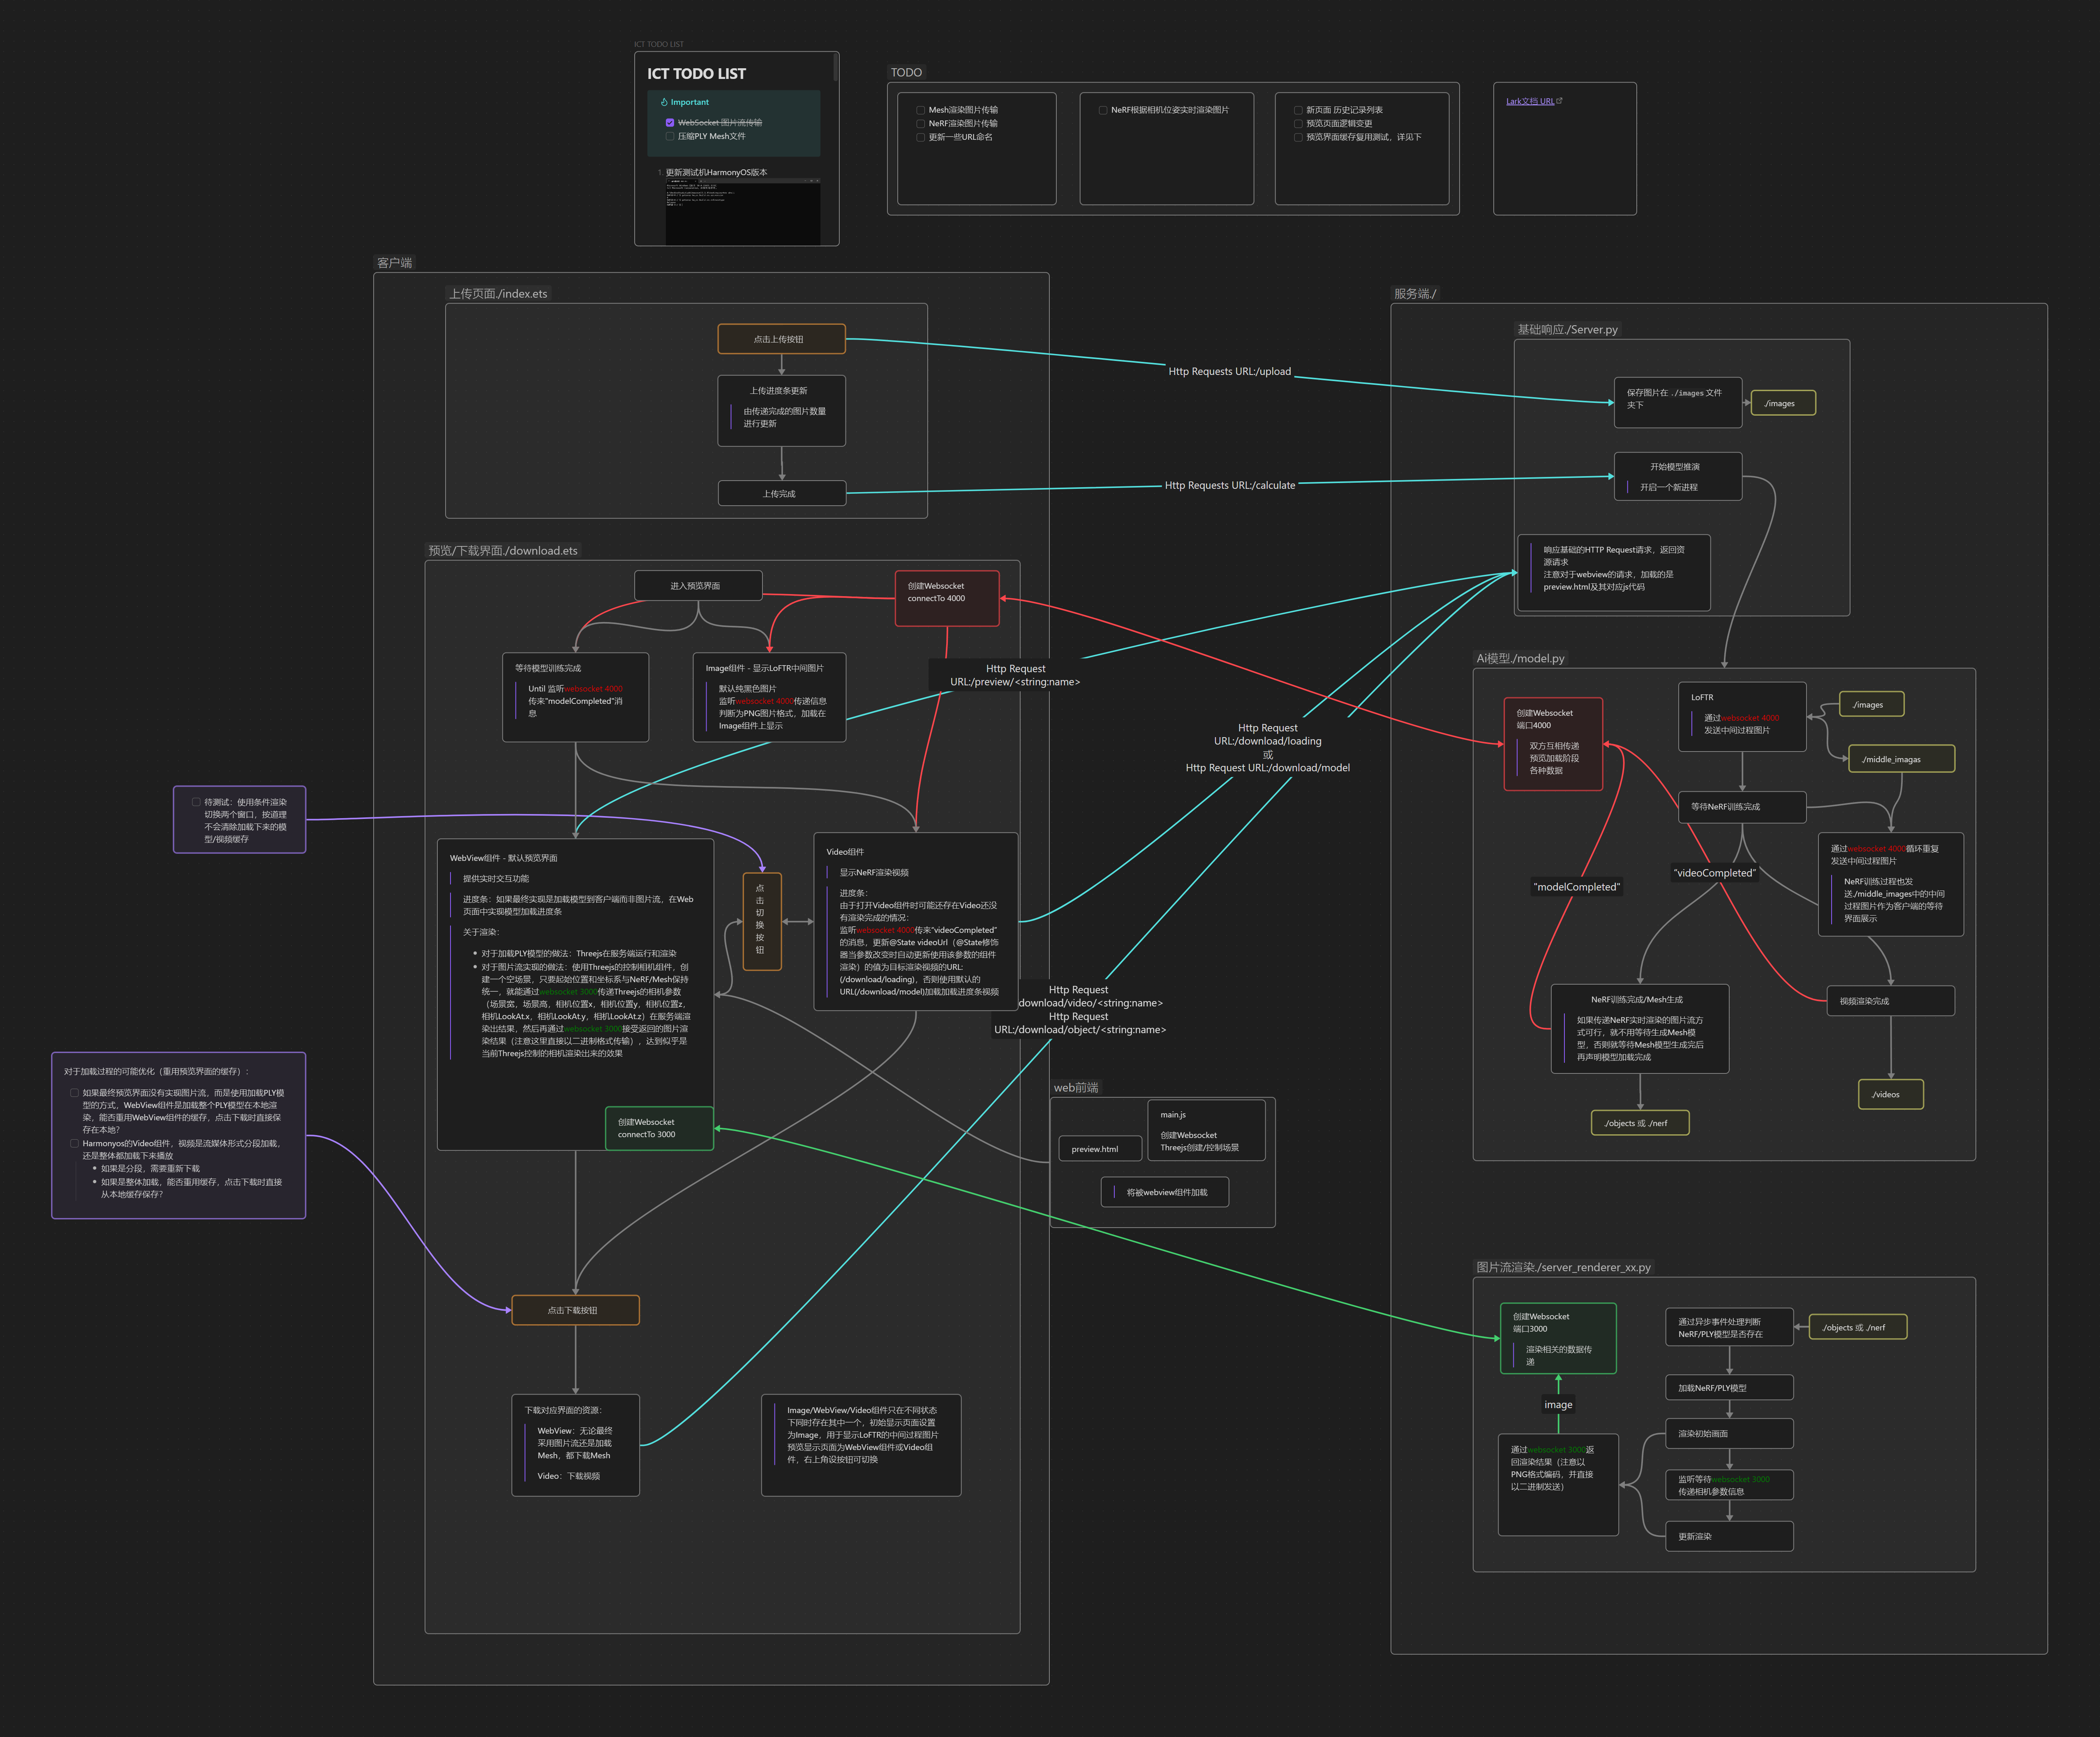 ICT TODO LIST
ICT TODO LIST
Important
WebSocket 图片流传输
压缩PLY Mesh文件
1. 更新测试机HarmonyOS版本
TODO
Mesh渲染图片传输
NeRF渲染图片传输
更新一些URL命名
NeRF根据相机位姿实时渲染图片
新页面 历史记录列表
预览页面逻辑变更
预览界面缓存复用测试，详见下
Lark文档 URL
客户端
上传页面./index.ets
点击上传按钮
上传进度条更新
由传递完成的图片数量
进行更新
上传完成
Http Requests URL:/upload
Http Requests URL:/calculate
服务端./
基础响应./Server.py
保存图片在 ./images 文件
夹下
./images
开始模型推演
开启一个新进程
响应基础的HTTP Request请求，返回资
源请求
注意对于webview的请求，加载的是
preview.html及其对应js代码
预览/下载界面./download.ets
进入预览界面
创建Websocket
connectTo 4000
等待模型训练完成
Until 监听websocket 4000
传来"modelCompleted"消
息
Image组件 - 显示LoFTR中间图片
默认纯黑色图片
监听websocket 4000传递信息
判断为PNG图片格式，加载在
Image组件上显示
Http Request
URL:/preview/<string:name>
Http Request
URL:/download/loading
或
Http Request URL:/download/model
待测试：使用条件渲染
切换两个窗口，按道理
不会清除加载下来的模
型/视频缓存
WebView组件 - 默认预览界面
提供实时交互功能
进度条：如果最终实现是加载模型到客户端而非图片流，在Web
页面中实现模型加载进度条
关于渲染：
对于加载PLY模型的做法：Threejs在服务端运行和渲染
对于图片流实现的做法：使用Threejs的控制相机组件，创
建一个空场景，只要起始位置和坐标系与NeRF/Mesh保持
统一，就能通过websocket 3000传递Threejs的相机参数
（场景宽，场景高，相机位置x，相机位置y，相机位置z，
相机LookAt.x，相机LookAt.y，相机LookAt.z）在服务端渲
染出结果，然后再通过websocket 3000接受返回的图片渲
染结果（注意这里直接以二进制格式传输），达到似乎是
当前Threejs控制的相机渲染出来的效果
创建Websocket
connectTo 3000
点
击
切
换
按
钮
Video组件
显示NeRF渲染视频
进度条：
由于打开Video组件时可能还存在Video还没
有渲染完成的情况：
监听websocket 4000传来"videoCompleted"
的消息，更新@State videoUrl（@State修饰
器当参数改变时自动更新使用该参数的组件
渲染）的值为目标渲染视频的URL:
(/download/loading)，否则使用默认的
URL(/download/model)加载加载进度条视频
Http Request
download/video/<string:name>
Http Request
URL:/download/object/<string:name>
对于加载过程的可能优化（重用预览界面的缓存）：
如果最终预览界面没有实现图片流，而是使用加载PLY模
型的方式，WebView组件是加载整个PLY模型在本地渲
染，能否重用WebView组件的缓存，点击下载时直接保
存在本地？
Harmonyos的Video组件，视频是流媒体形式分段加载，
还是整体都加载下来播放
如果是分段，需要重新下载
如果是整体加载，能否重用缓存，点击下载时直接
从本地缓存保存？
web前端
preview.html
main.js
创建Websocket
Threejs创建/控制场景
将被webview组件加载
点击下载按钮
下载对应界面的资源：
WebView：无论最终
采用图片流还是加载
Mesh，都下载Mesh
Video：下载视频
Image/WebView/Video组件只在不同状态
下同时存在其中一个，初始显示页面设置
为Image，用于显示LoFTR的中间过程图片
预览显示页面为WebView组件或Video组
件，右上角设按钮可切换
Ai模型./model.py
创建Websocket
端口4000
双方互相传递
预览加载阶段
各种数据
LoFTR
通过websocket 4000
发送中间过程图片
./images
./middle_imagas
等待NeRF训练完成
通过websocket 4000循环重复
发送中间过程图片
NeRF训练过程也发
送./middle_images中的中间
过程图片作为客户端的等待
界面展示
"modelCompleted"
"videoCompleted"
NeRF训练完成/Mesh生成
如果传递NeRF实时渲染的图片流方
式可行，就不用等待生成Mesh模
型，否则就等待Mesh模型生成完后
再声明模型加载完成
视频渲染完成
./objects 或 ./nerf
./videos
图片流渲染./server_renderer_xx.py
创建Websocket
端口3000
渲染相关的数据传
递
image
通过websocket 3000返
回渲染结果（注意以
PNG格式编码，并直接
以二进制发送）
通过异步事件处理判断
NeRF/PLY模型是否存在
./objects 或 ./nerf
加载NeRF/PLY模型
渲染初始画面
监听等待websocket 3000
传递相机参数信息
更新渲染